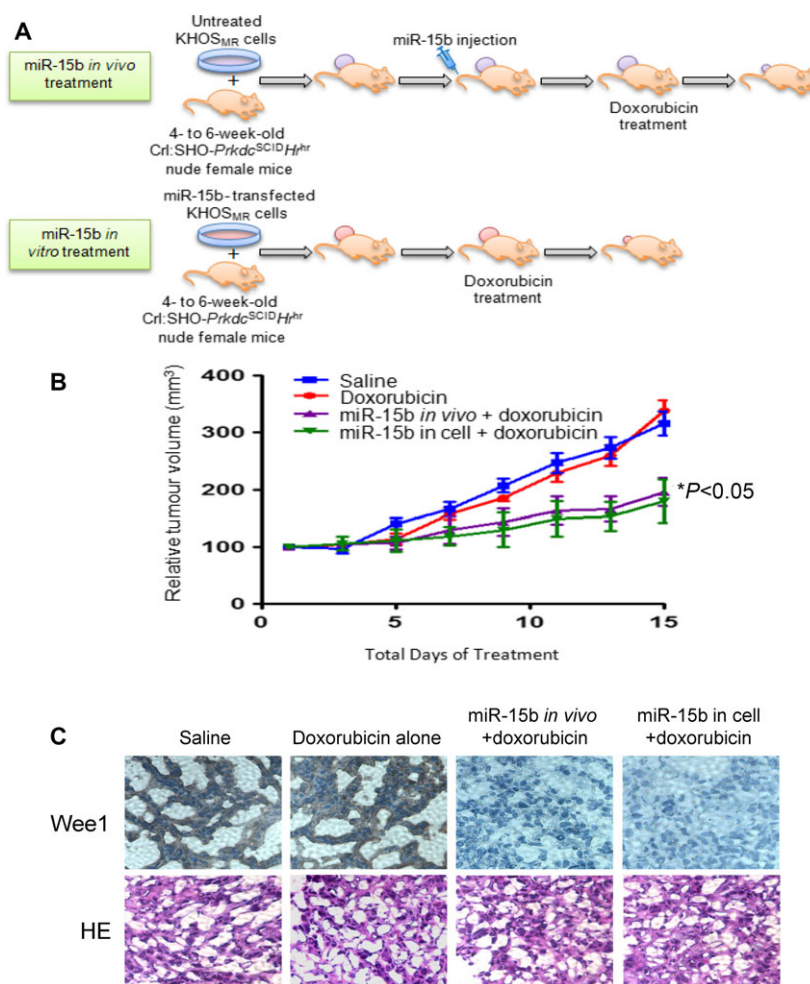 A
miR-15b in vivo
treatment
Untreated
KHOSMR cells
+
4- to 6-week-old
Crl:SHO-PrkdcSCIDHrhr
nude female mice
miR-15b injection
Doxorubicin
treatment
miR-15b in
vitro treatment
miR-15b-transfected
KHOSMR cells
+
4- to 6-week-old
Crl:SHO-PrkdcSCIDHrhr
nude female mice
Doxorubicin
treatment
B
Relative tumour volume (mm³)
400
300
200
100
0
0
5
10
15
Total Days of Treatment
Saline
Doxorubicin
miR-15b in vivo + doxorubicin
miR-15b in cell + doxorubicin
*P<0.05
C
Saline
Doxorubicin alone
miR-15b in vivo
+doxorubicin
miR-15b in cell
+doxorubicin
Wee1
HE